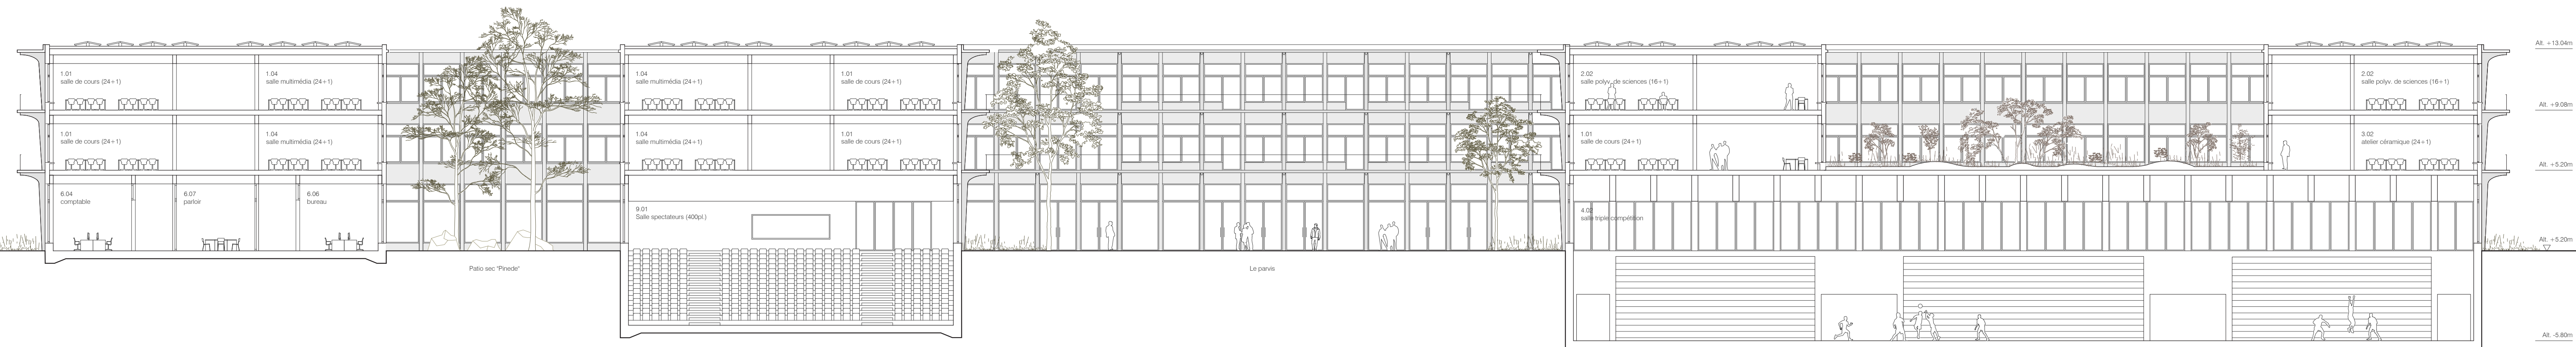 Alt. +13.04m
1.01
salle de cours (24+1)
1.04
salle multimédia (24+1)
1.04
salle multimédia (24+1)
1.01
salle de cours (24+1)
2.02
salle polyv. de sciences (16+1)
2.02
salle polyv. de sciences (16+1)
Alt. +9.08m
1.01
salle de cours (24+1)
1.04
salle multimédia (24+1)
1.04
salle multimédia (24+1)
1.01
salle de cours (24+1)
1.01
salle de cours (24+1)
3.02
atelier céramique (24+1)
Alt. +5.20m
6.04
comptable
6.07
parloir
6.06
bureau
9.01
Salle spectateurs (400pl.)
4.02
salle triple compétition
Alt. +5.20m
Patio sec "Pinede"
Le parvis
Alt. -5.80m